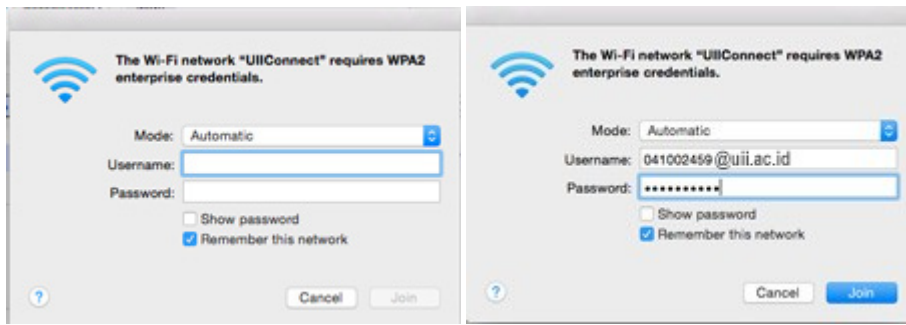 The Wi-Fi network “UIIConnect” requires WPA2
enterprise credentials.
Mode: Automatic
Username:
Password:
Show password
Remember this network
? Cancel Join
The Wi-Fi network “UIIConnect” requires WPA2
enterprise credentials.
Mode: Automatic
Username: 041002459@uii.ac.id
Password: ••••••••••
Show password
Remember this network
? Cancel Join